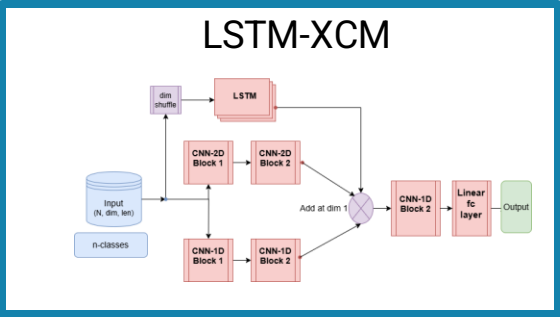 LSTM-XCM
dim
shuffle
LSTM
CNN-2D
Block 1
CNN-2D
Block 2
Input
(N, dim, len)
n-classes
Add at dim 1
CNN-1D
Block 2
Linear
fc
layer
Output
CNN-1D
Block 1
CNN-1D
Block 2